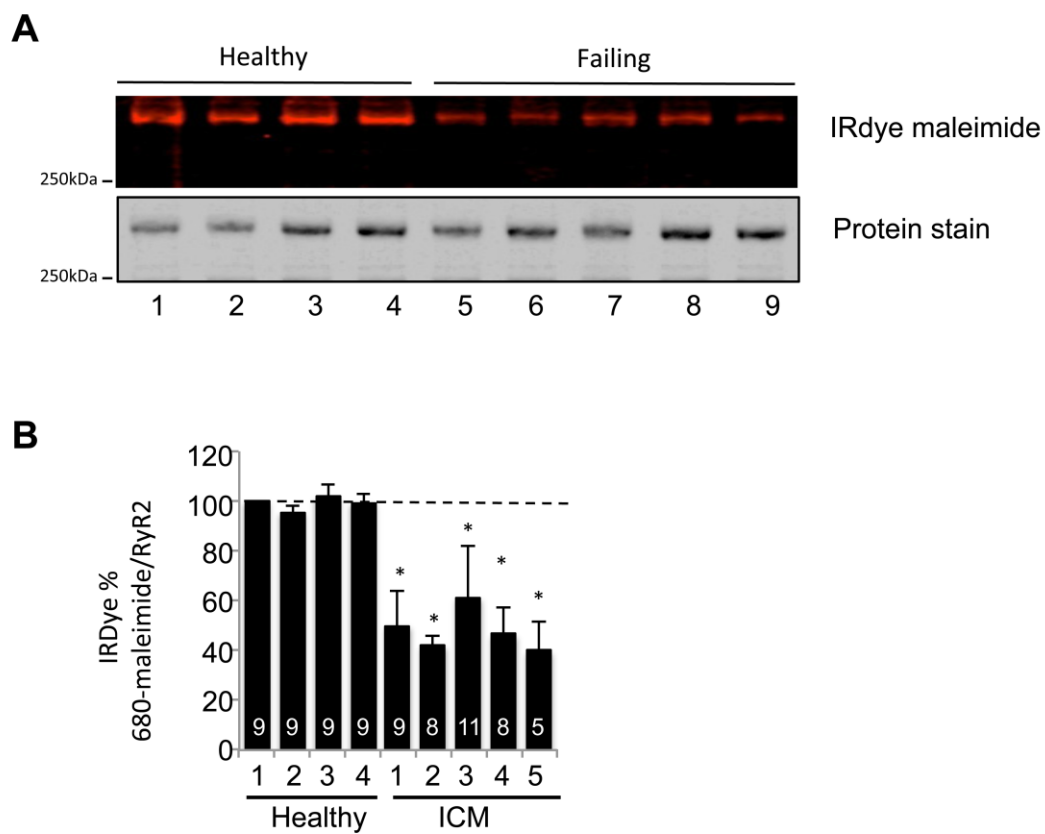 A
Healthy Failing
IRdye maleimide
250kDa
Protein stain
250kDa
1 2 3 4 5 6 7 8 9
B
120
100
80
60
40
20
0
IRDye %
680-maleimide/RyR2
* * * * *
9 9 9 9 9 8 11 8 5
1 2 3 4 1 2 3 4 5
Healthy ICM